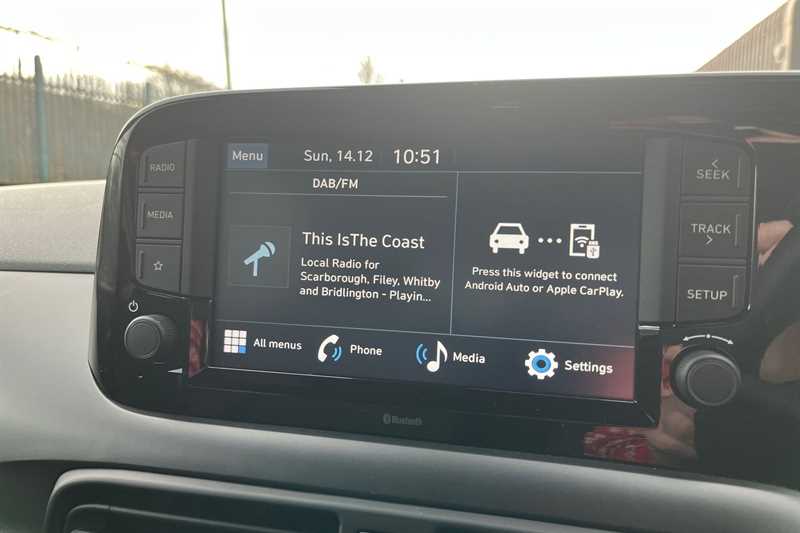 RADIO
MEDIA
Menu
Sun, 14.12
10:51
DAB/FM
This IsThe Coast
Local Radio for
Scarborough, Filey, Whitby
and Bridlington - Playin...
Press this widget to connect
Android Auto or Apple CarPlay.
All menus
Phone
Media
Settings
SEEK
TRACK
SETUP
Bluetooth